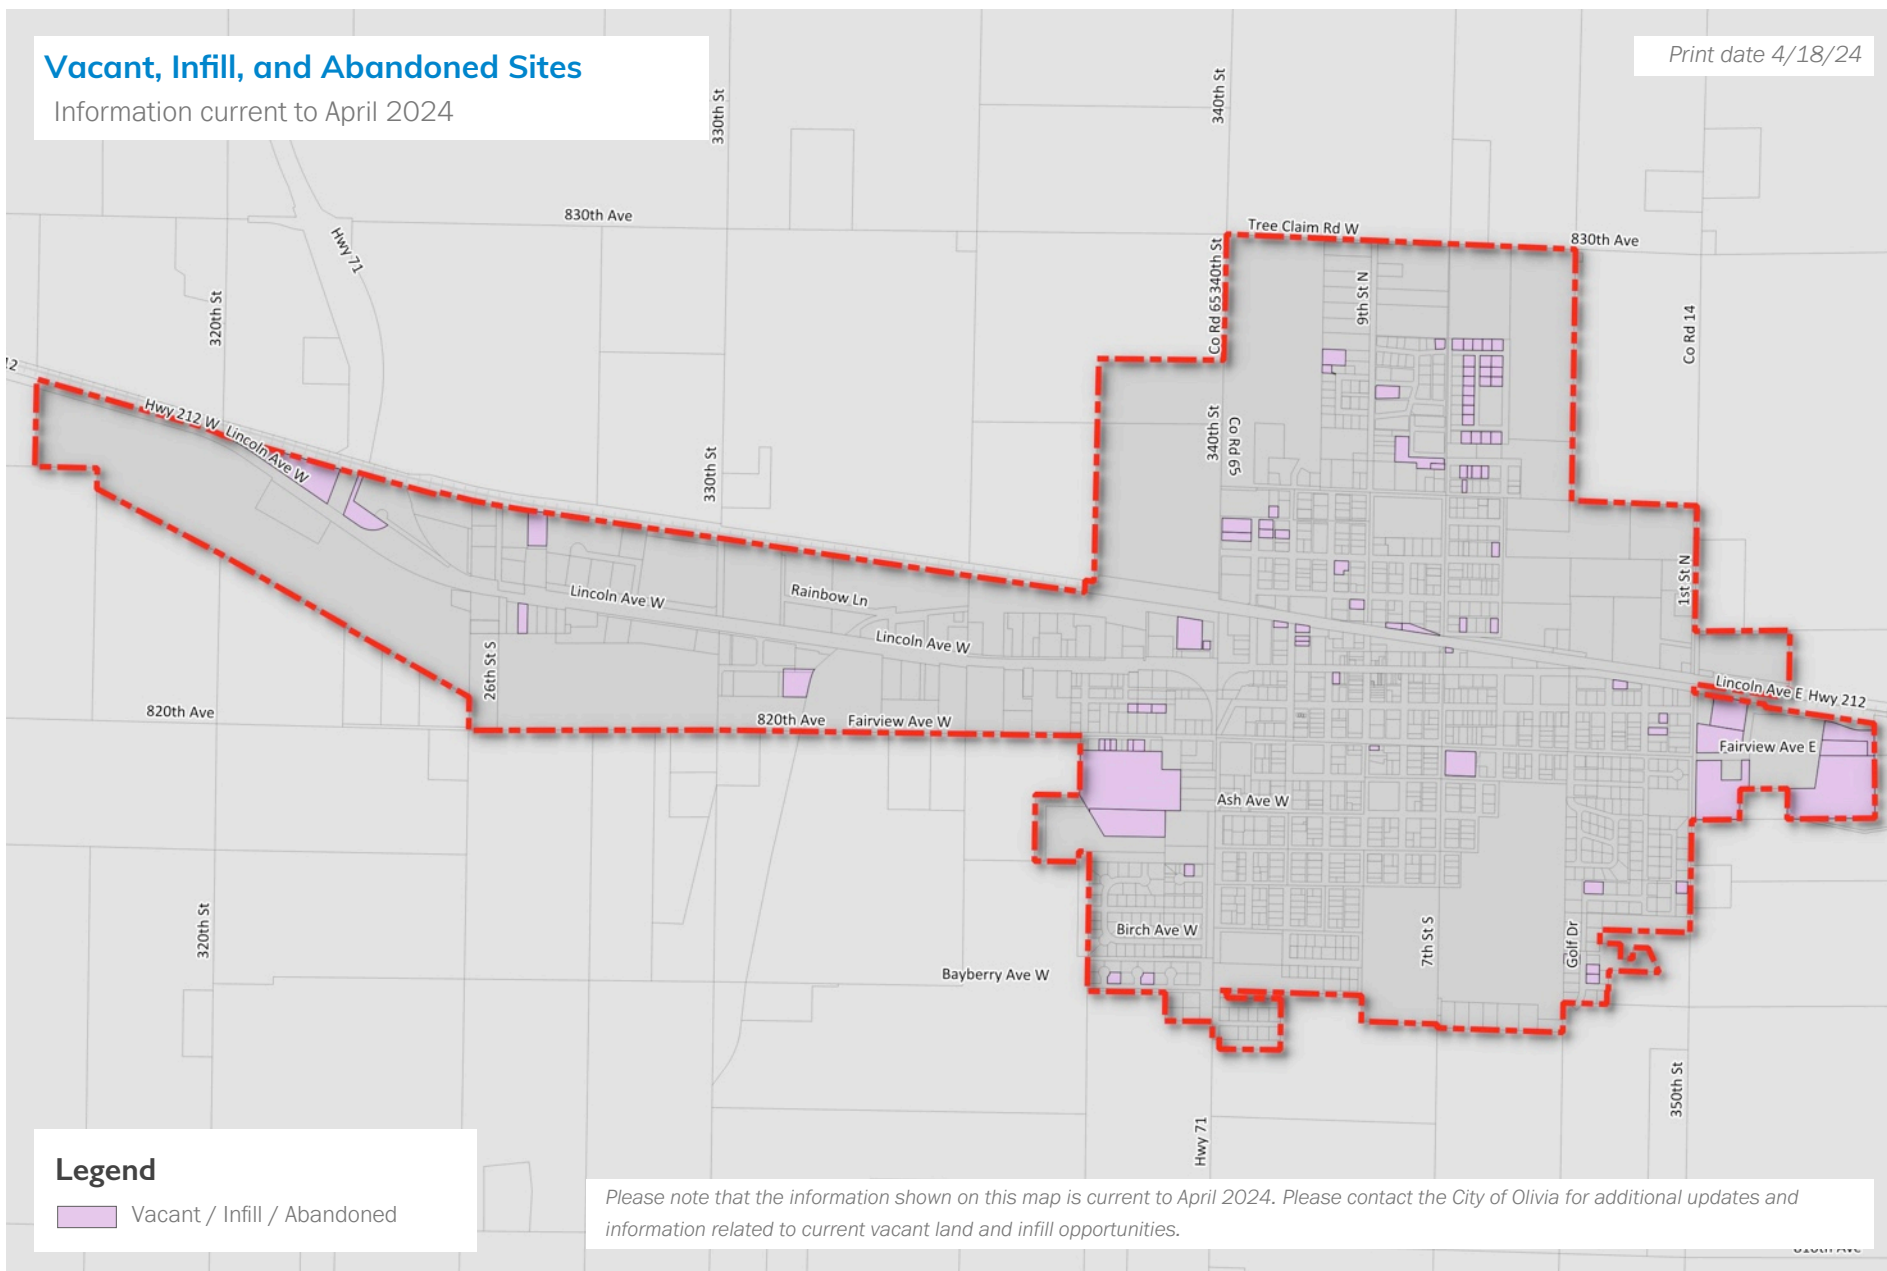 Vacant, Infill, and Abandoned Sites
Information current to April 2024
Print date 4/18/24
340th St
330th St
830th Ave
Tree Claim Rd W
830th Ave
Hwy 71
320th St
Co Rd 65 340th St
9th St N
Co Rd 14
Hwy 212 W
Lincoln Ave W
330th St
340th St
Co Rd 65
Lincoln Ave W
Rainbow Ln
Lincoln Ave W
1st St N
26th St S
Lincoln Ave E Hwy 212
820th Ave
820th Ave
Fairview Ave W
Fairview Ave E
Ash Ave W
320th St
Birch Ave W
7th St S
Golf Dr
Bayberry Ave W
350th St
Hwy 71
Legend
Vacant / Infill / Abandoned
Please note that the information shown on this map is current to April 2024. Please contact the City of Olivia for additional updates and
information related to current vacant land and infill opportunities.